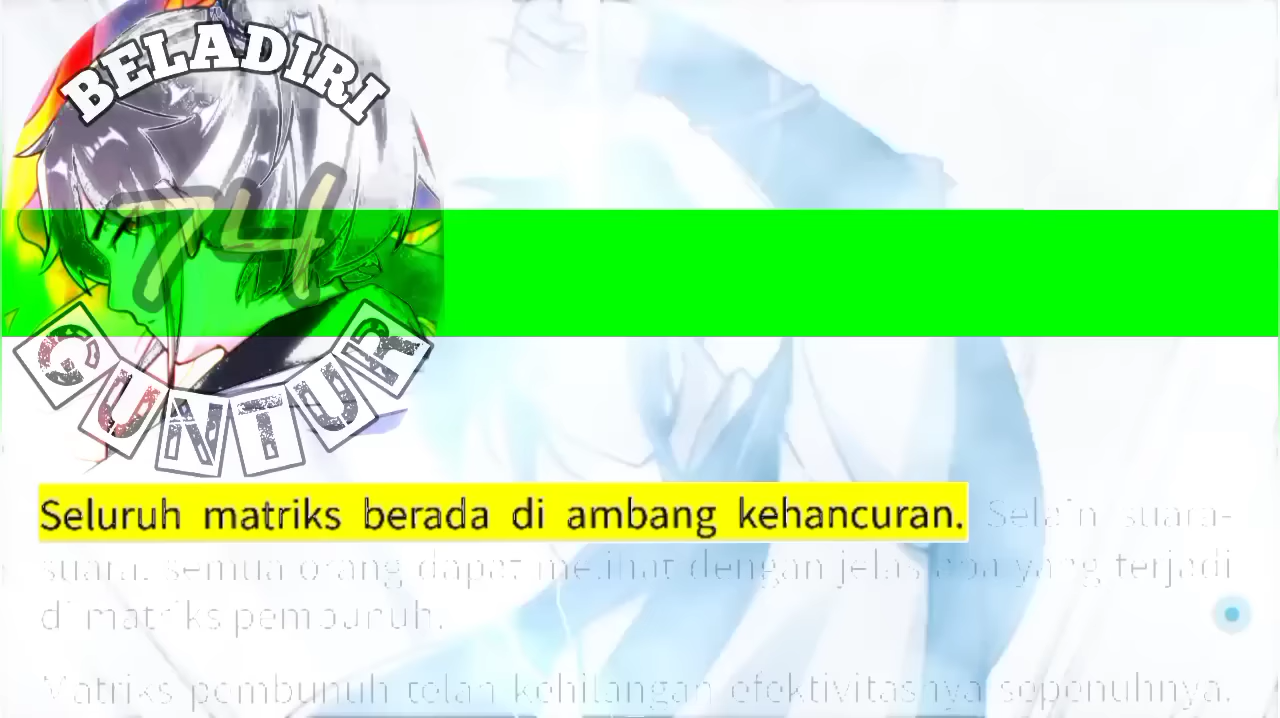 BELADIRI
74
GUNTUR
Seluruh matriks berada di ambang kehancuran. Selain suara-
suara, semua orang dapat melihat dengan jelas apa yang terjadi
di matriks pembunuh.
Matriks pembunuh telah kehilangan efektivitasnya sepenuhnya.